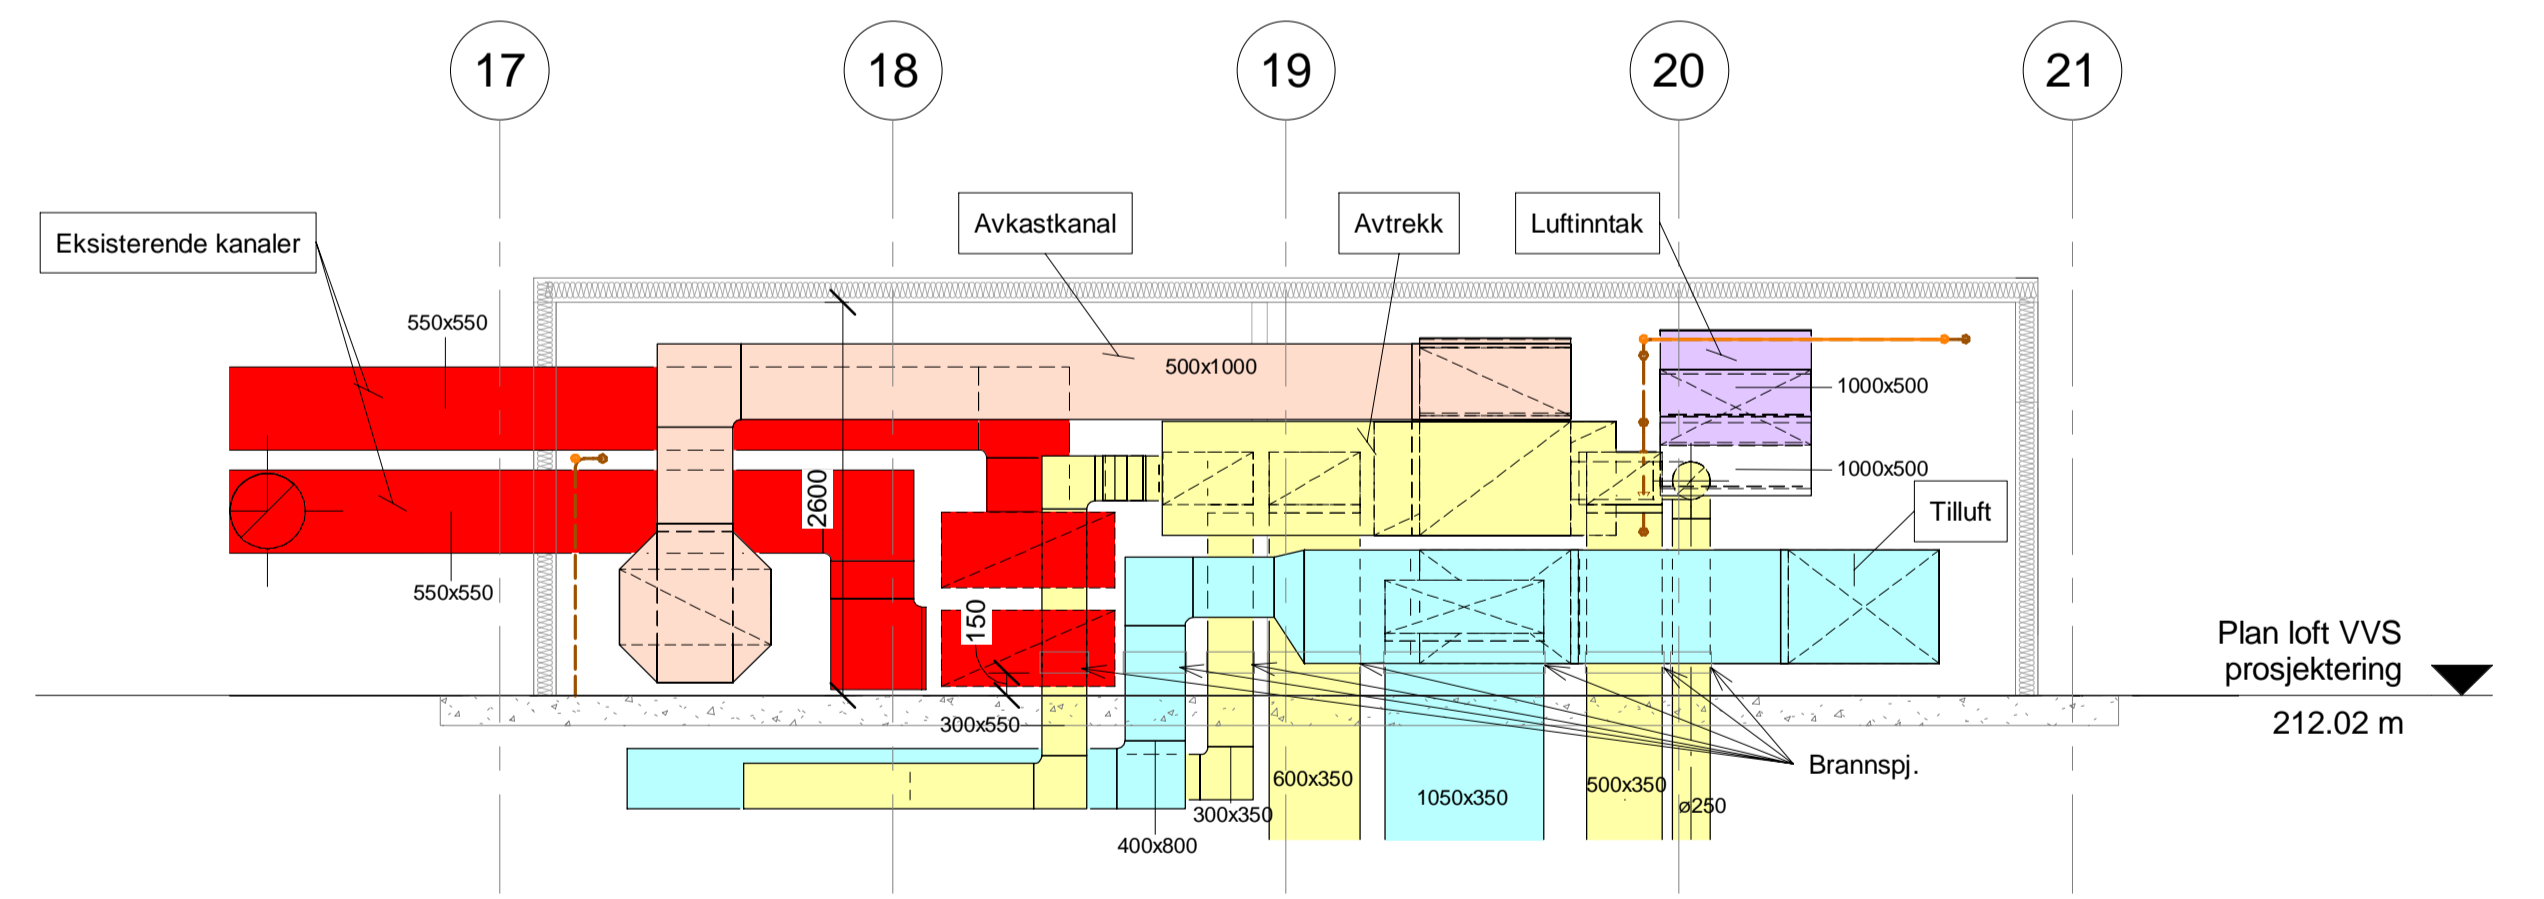 17
18
19
20
21
Eksisterende kanaler
Avkastkanal
Avtrekk
Luftinntak
550x550
500x1000
1000x500
1000x500
2600
Tilluft
550x550
150
Plan loft VVS
prosjektering
212.02 m
300x550
Brannspj.
600x350
1050x350
500x350
ø250
300x350
400x800